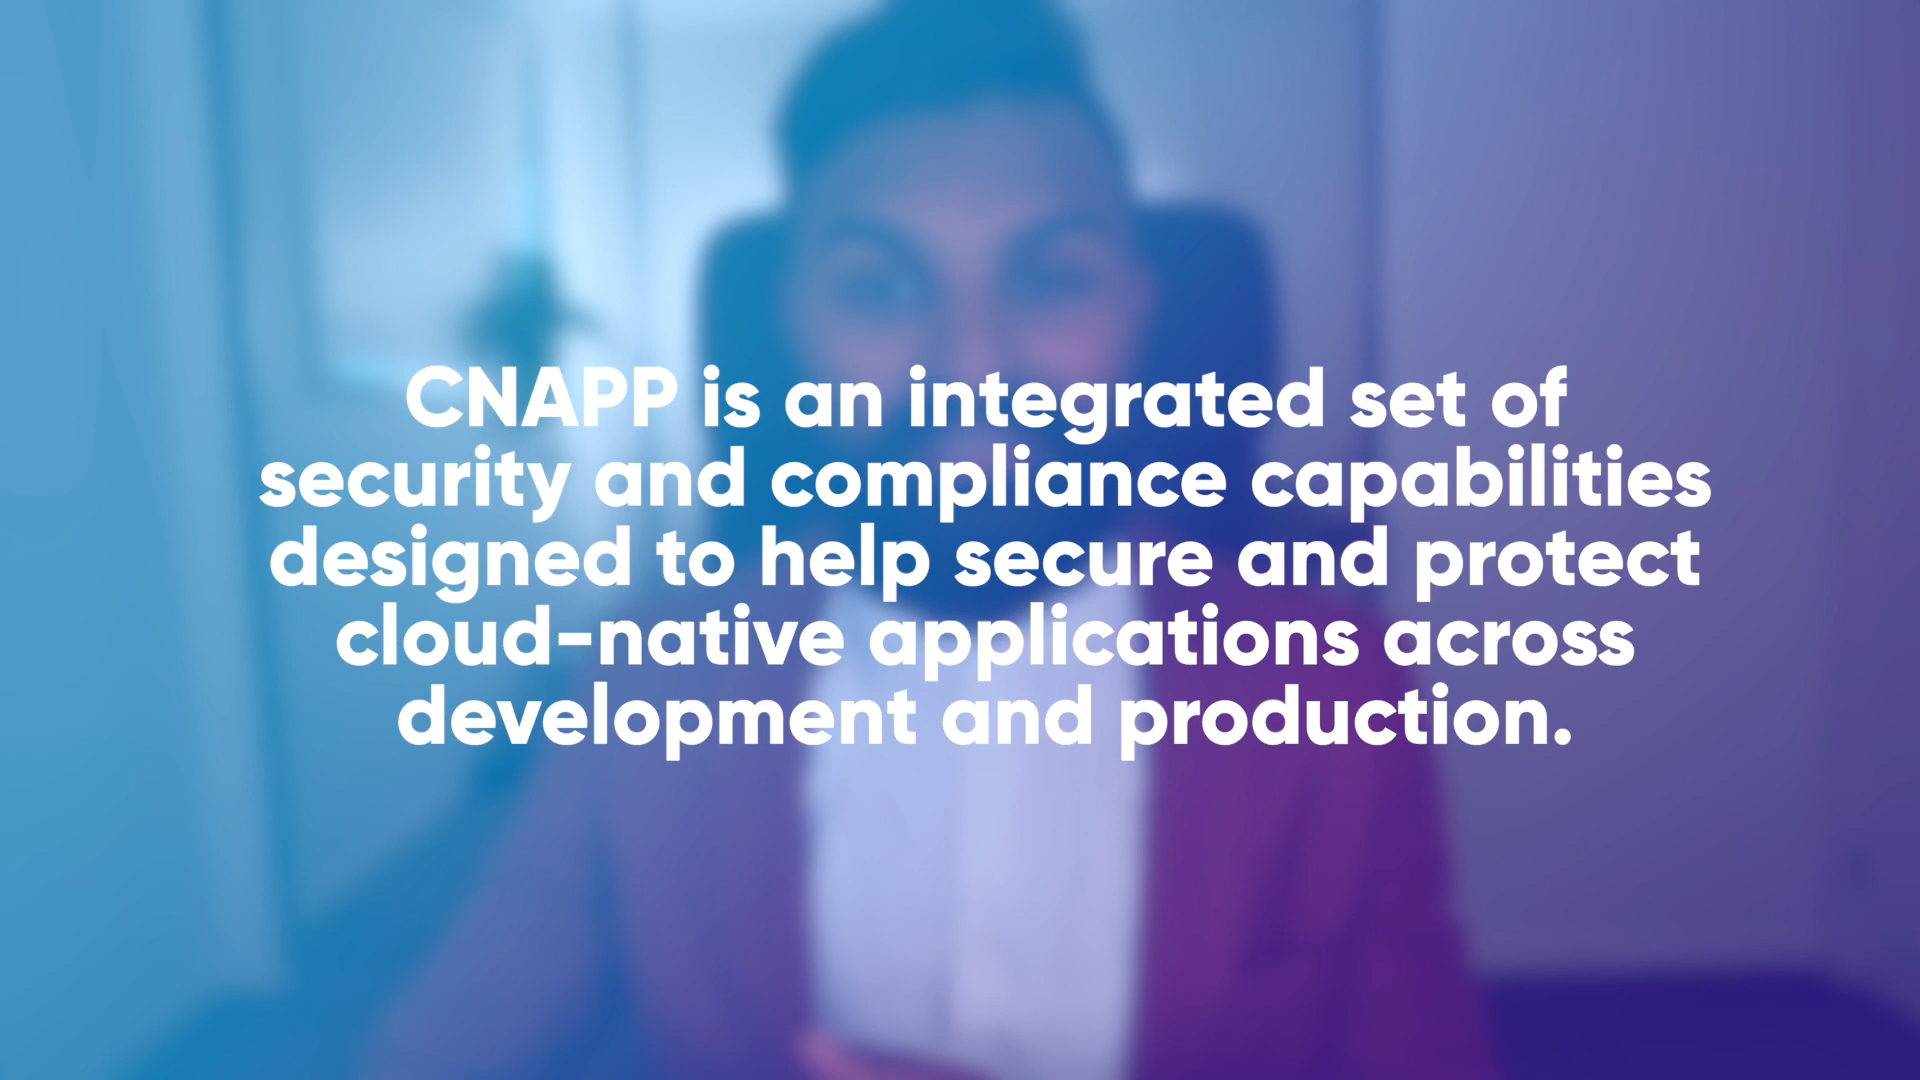 CNAPP is an integrated set of
security and compliance capabilities
designed to help secure and protect
cloud-native applications across
development and production.